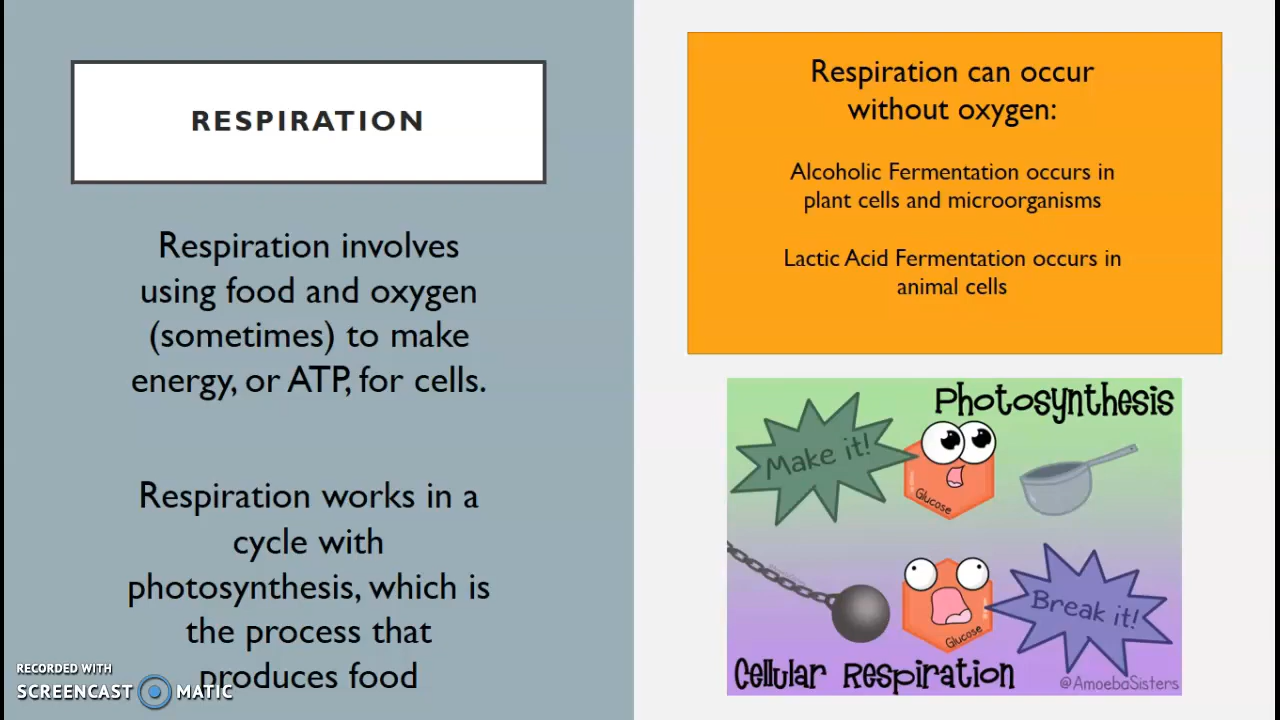 RESPIRATION
Respiration involves
using food and oxygen
(sometimes) to make
energy, or ATP, for cells.
Respiration works in a
cycle with
photosynthesis, which is
the process that
produces food
RECORDED WITH
SCREENCAST MATIC
Respiration can occur
without oxygen:
Alcoholic Fermentation occurs in
plant cells and microorganisms
Lactic Acid Fermentation occurs in
animal cells
Photosynthesis
Make it!
Glucose
Break it!
Glucose
Cellular Respiration
@AmoebaSisters